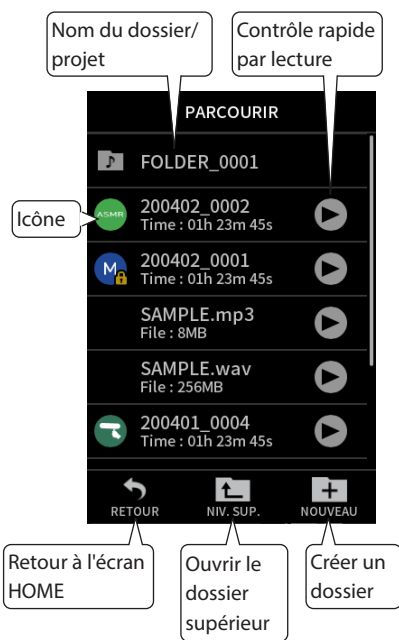 Nom du dossier/
projet
Contrôle rapide
par lecture
PARCOURIR
FOLDER_0001
Icône
ASMR
200402_0002
Time : 01h 23m 45s
M
200402_0001
Time : 01h 23m 45s
SAMPLE.mp3
File : 8MB
SAMPLE.wav
File : 256MB
200401_0004
Time : 01h 23m 45s
RETOUR
NIV. SUP.
NOUVEAU
Retour à l'écran
HOME
Ouvrir le
dossier
supérieur
Créer un
dossier